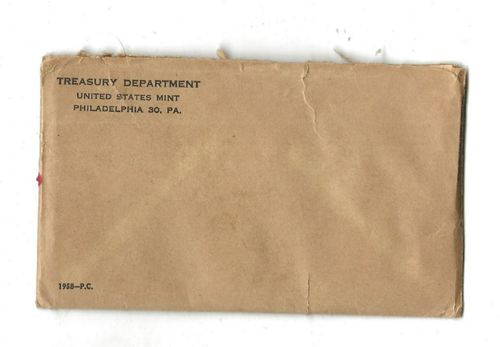 TREASURY DEPARTMENT
UNITED STATES MINT
PHILADELPHIA 30, PA.
1958—P.C.